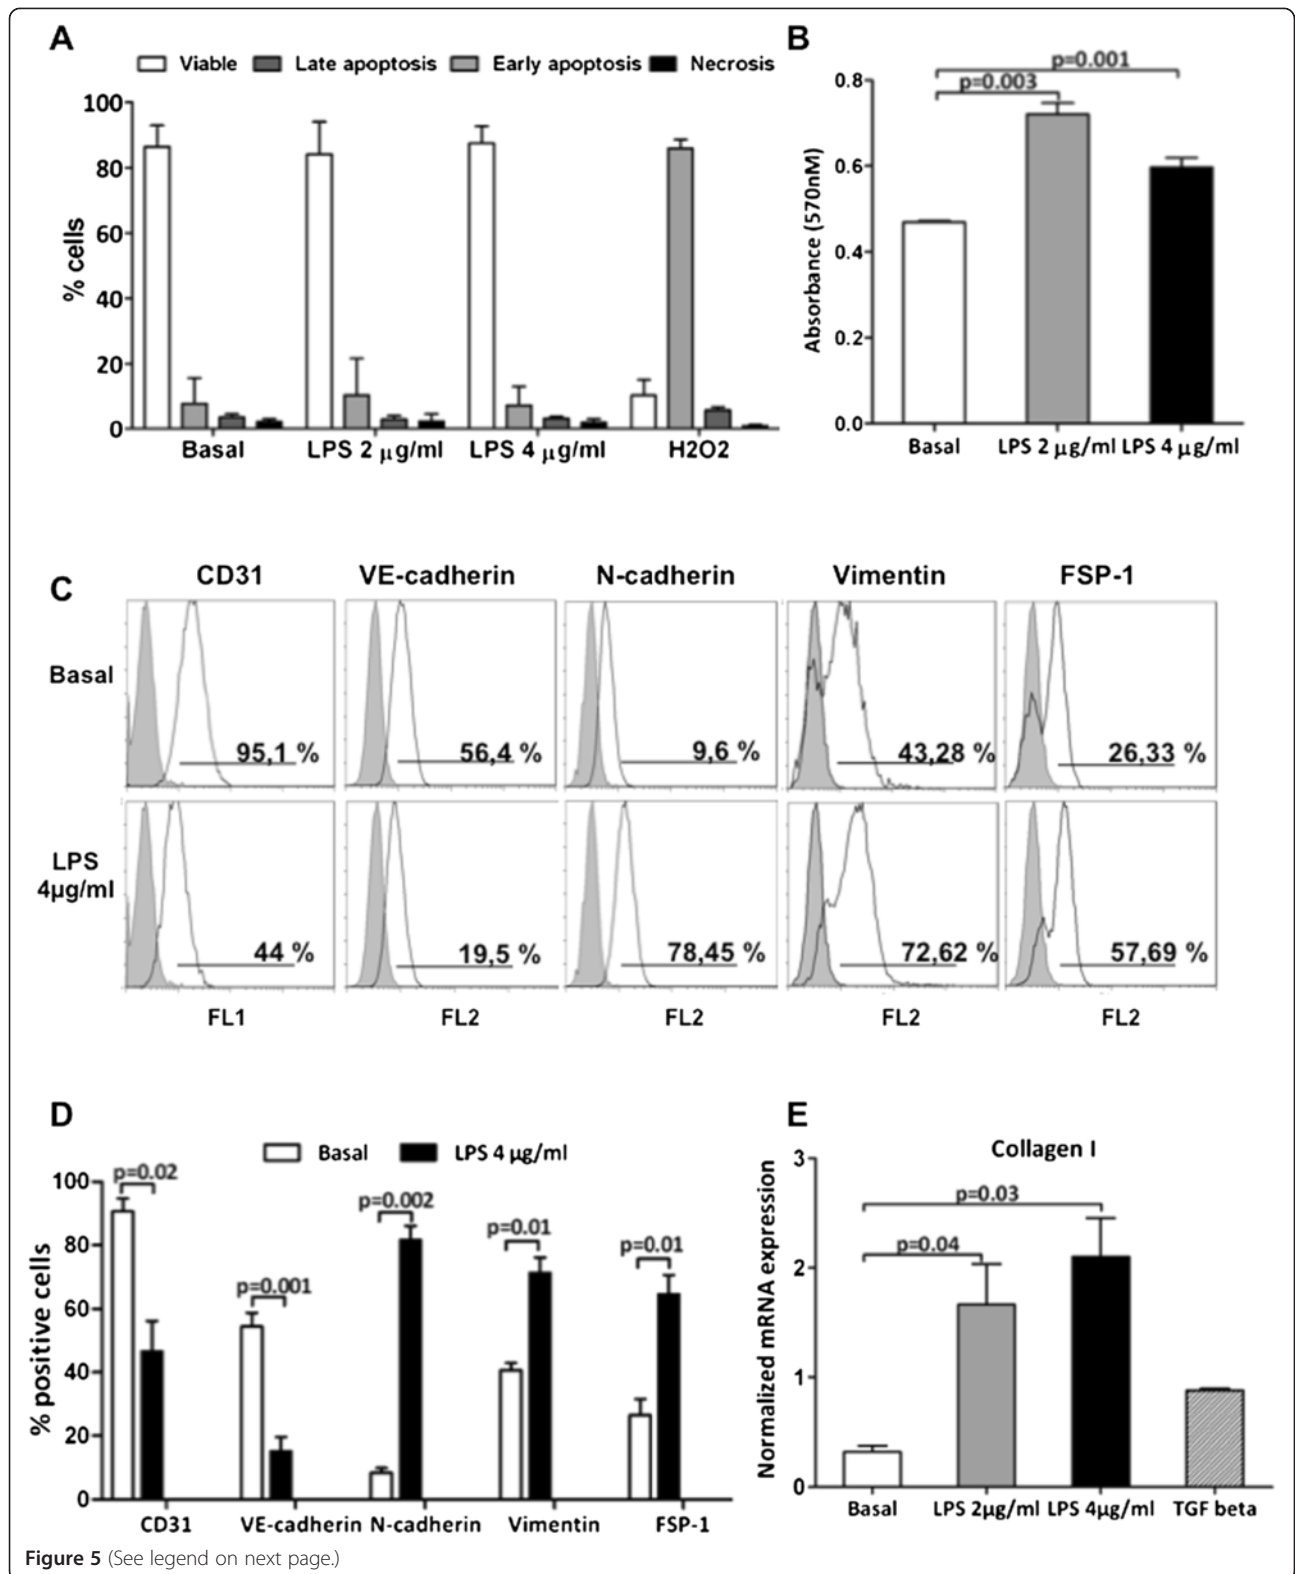 A
Viable Late apoptosis Early apoptosis Necrosis
100
80
60
40
20
0
% cells
Basal LPS 2 μg/ml LPS 4 μg/ml H2O2
B
p=0.001
p=0.003
0.8
0.6
0.4
0.2
0.0
Absorbance (570nM)
Basal LPS 2 μg/ml LPS 4 μg/ml
C
CD31 VE-cadherin N-cadherin Vimentin FSP-1
Basal
95,1 % 56,4 % 9,6 % 43,28 % 26,33 %
LPS
4μg/ml
44 % 19,5 % 78,45 % 72,62 % 57,69 %
FL1 FL2 FL2 FL2 FL2
D
Basal LPS 4 μg/ml
p=0.02
p=0.001
p=0.002
p=0.01
p=0.01
100
80
60
40
20
0
% positive cells
CD31 VE-cadherin N-cadherin Vimentin FSP-1
E
Collagen I
p=0.03
p=0.04
3
2
1
0
Normalized mRNA expression
Basal LPS 2μg/ml LPS 4μg/ml TGF beta
Figure 5 (See legend on next page.)